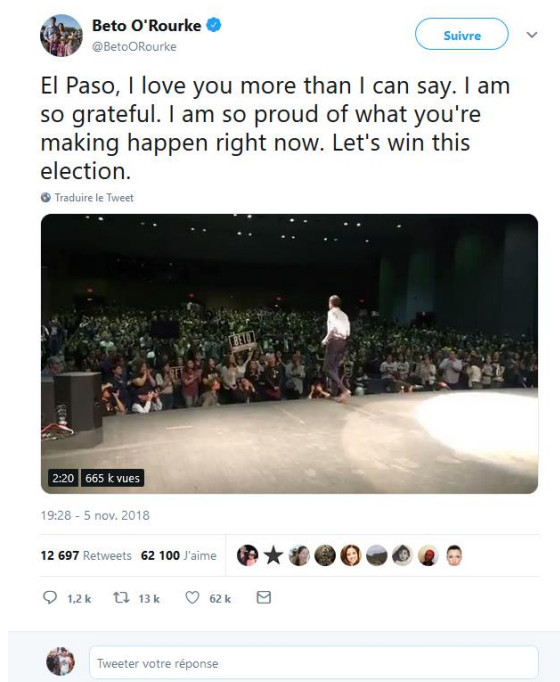 Beto O'Rourke
@BetoORourke
Suivre
El Paso, I love you more than I can say. I am
so grateful. I am so proud of what you're
making happen right now. Let's win this
election.
Traduire le Tweet
BETO
2:20 665 k vues
19:28 - 5 nov. 2018
12 697 Retweets 62 100 J'aime
1,2 k 13 k 62 k
Tweeter votre réponse